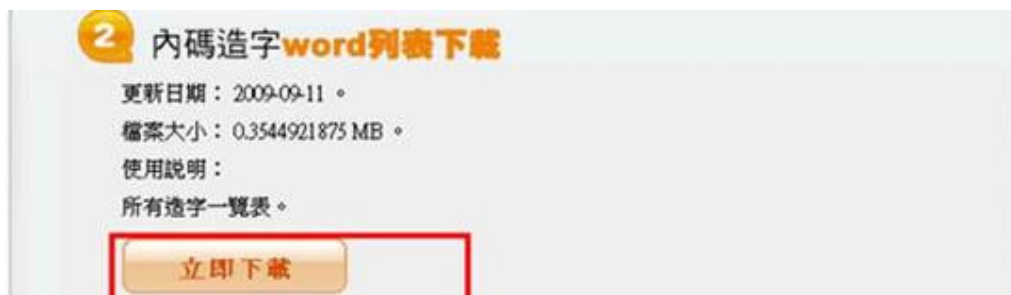 2 內碼造字word列表下載
更新日期：2009-09-11。
檔案大小：0.3544921875 MB。
使用說明：
所有造字一覽表。
立即下載